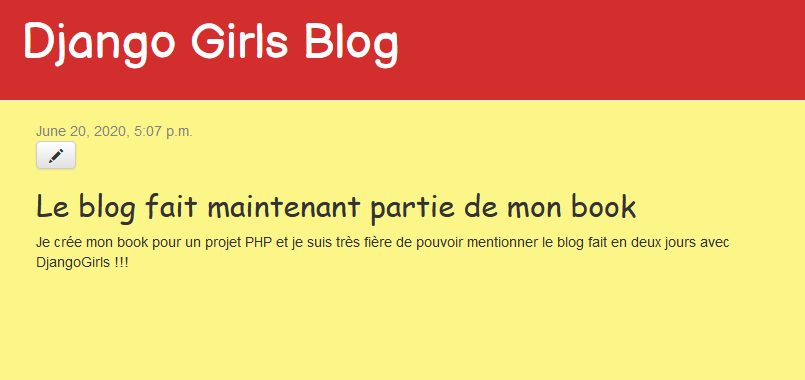 Django Girls Blog
June 20, 2020, 5:07 p.m.
Le blog fait maintenant partie de mon book
Je crée mon book pour un projet PHP et je suis très fière de pouvoir mentionner le blog fait en deux jours avec
DjangoGirls !!!